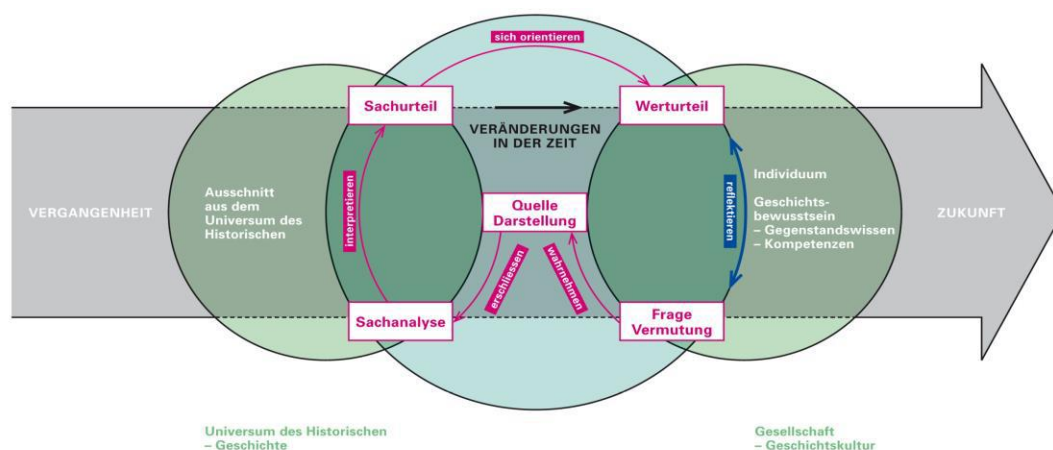 sich orientieren
Sachurteil
Werturteil
VERÄNDERUNGEN
IN DER ZEIT
interpretieren
reflektieren
Individuum
Geschichts-
bewusstsein
– Gegenstandswissen
– Kompetenzen
Ausschnitt
aus dem
Universum des
Historischen
VERGANGENHEIT
Quelle
Darstellung
ZUKUNFT
erschliessen
wahrnehmen
Sachanalyse
Frage
Vermutung
Universum des Historischen
– Geschichte
Gesellschaft
– Geschichtskultur